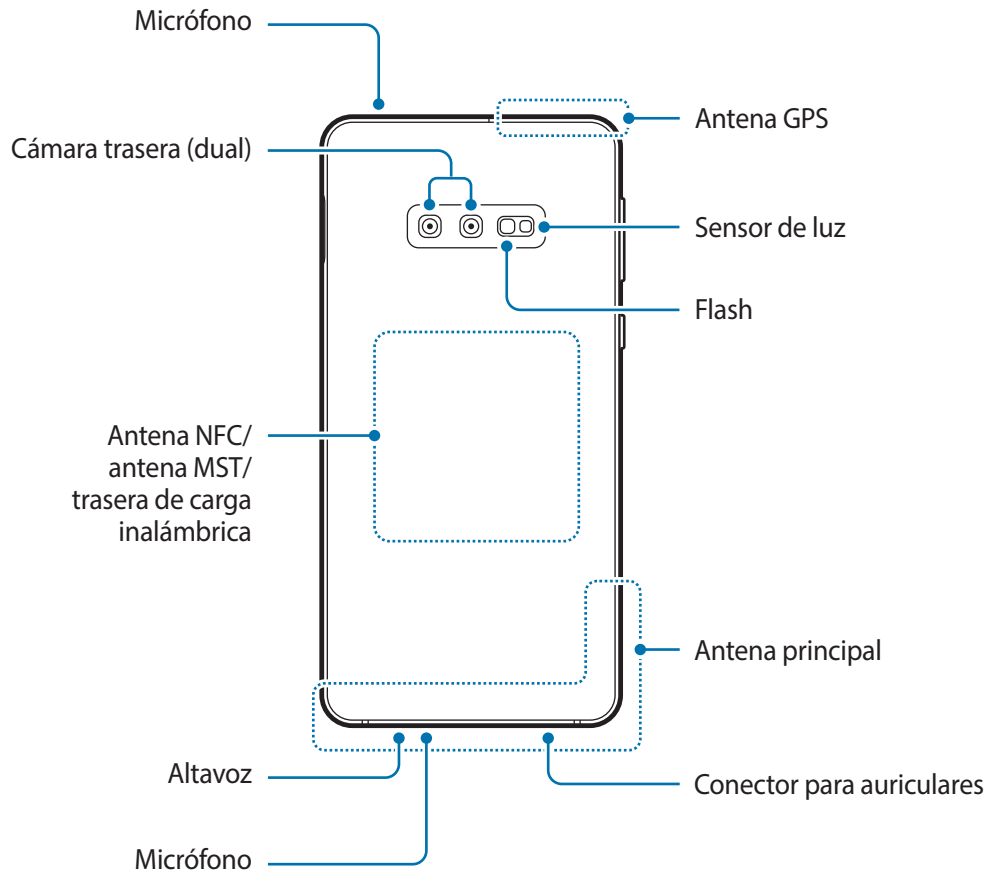 Micrófono
Antena GPS
Cámara trasera (dual)
Sensor de luz
Flash
Antena NFC/
antena MST/
trasera de carga
inalámbrica
Antena principal
Altavoz
Conector para auriculares
Micrófono